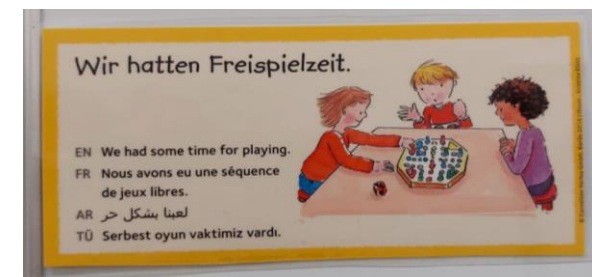 Wir hatten Freispielzeit.
EN We had some time for playing.
FR Nous avons eu une séquence
de jeux libres.
AR لعبنا بشكل حر
TÜ Serbest oyun vaktimiz vardı.